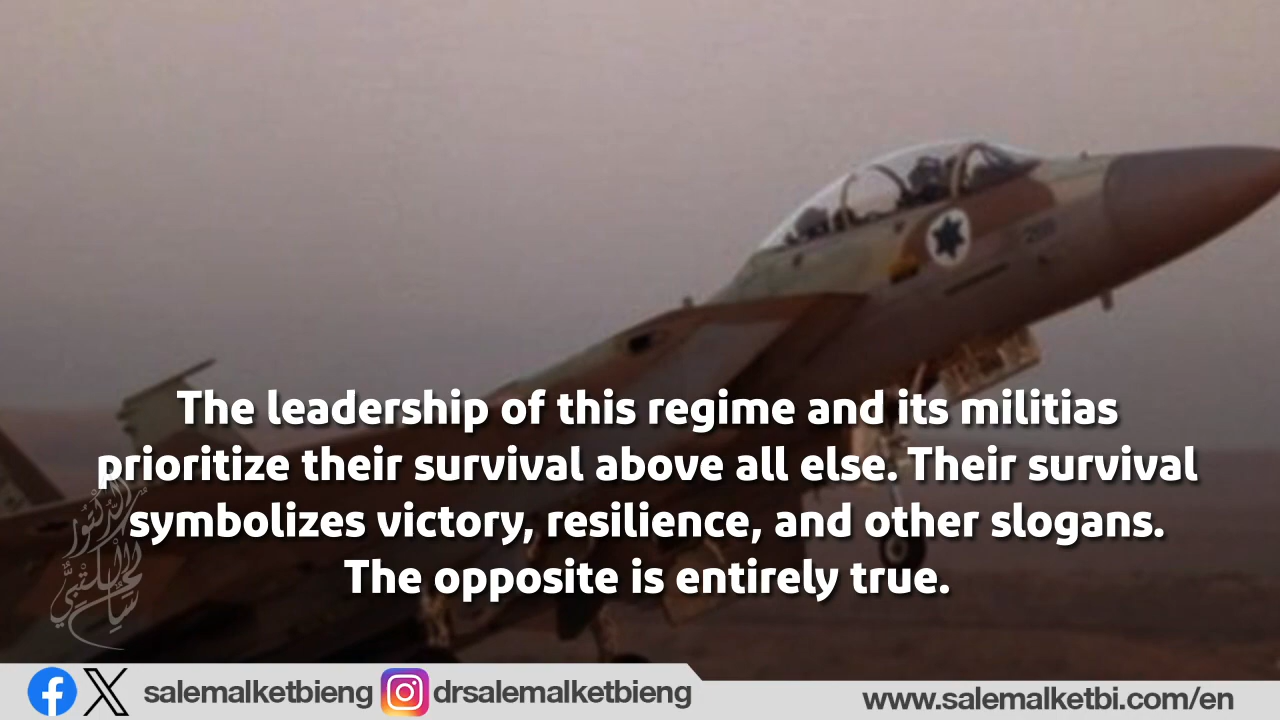 The leadership of this regime and its militias
prioritize their survival above all else. Their survival
symbolizes victory, resilience, and other slogans.
The opposite is entirely true.
salemalketbieng
drsalemalketbieng
www.salemalketbi.com/en